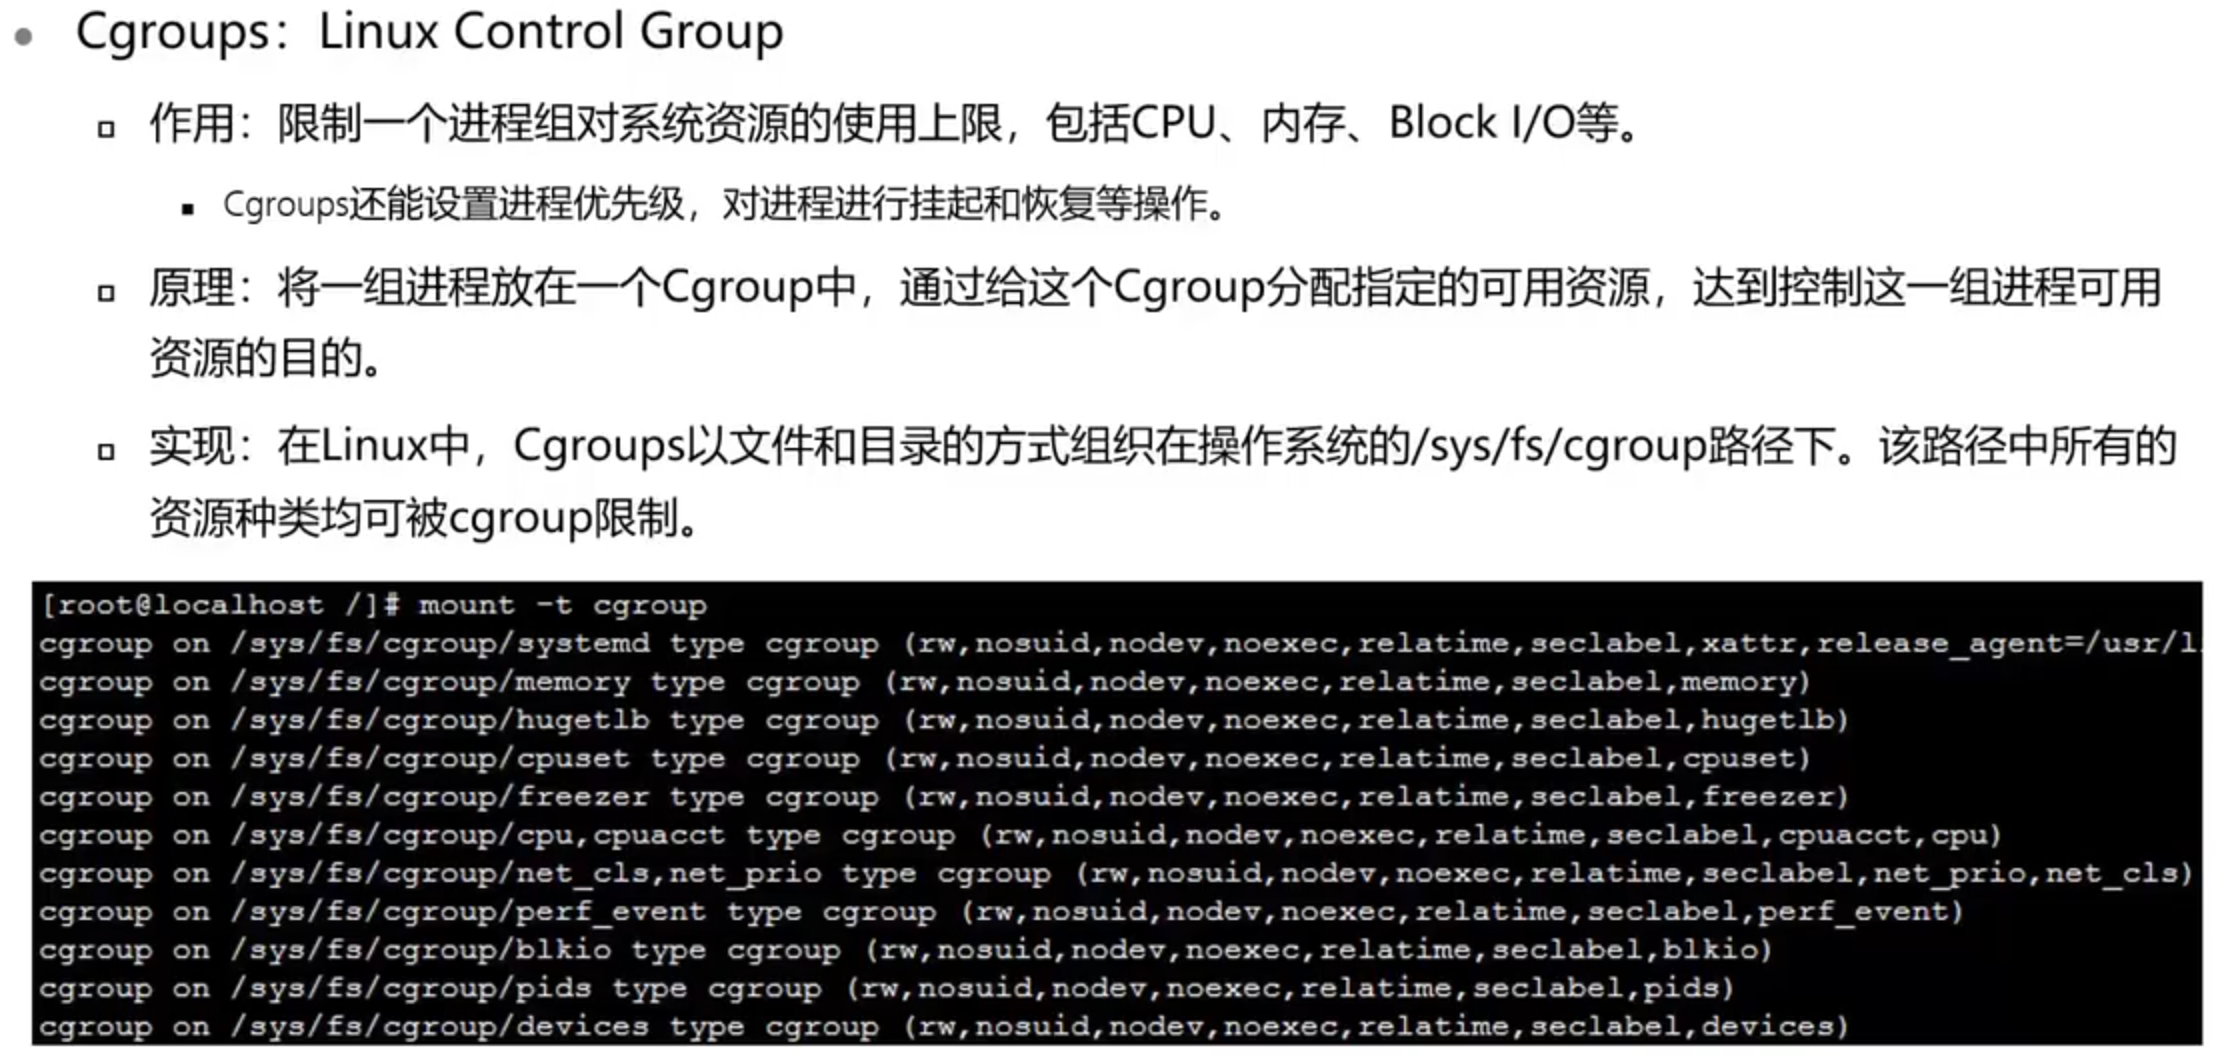 Cgroups：Linux Control Group
作用：限制一个进程组对系统资源的使用上限，包括CPU、内存、Block I/O等。
Cgroups还能设置进程优先级，对进程进行挂起和恢复等操作。
原理：将一组进程放在一个Cgroup中，通过给这个Cgroup分配指定的可用资源，达到控制这一组进程可用
资源的目的。
实现：在Linux中，Cgroups以文件和目录的方式组织在操作系统的/sys/fs/cgroup路径下。该路径中所有的
资源种类均可被cgroup限制。
[root@localhost /]# mount -t cgroup
cgroup on /sys/fs/cgroup/systemd type cgroup (rw,nosuid,nodev,noexec,relatime,seclabel,xattr,release_agent=/usr/l
cgroup on /sys/fs/cgroup/memory type cgroup (rw,nosuid,nodev,noexec,relatime,seclabel,memory)
cgroup on /sys/fs/cgroup/hugetlb type cgroup (rw,nosuid,nodev,noexec,relatime,seclabel,hugetlb)
cgroup on /sys/fs/cgroup/cpuset type cgroup (rw,nosuid,nodev,noexec,relatime,seclabel,cpuset)
cgroup on /sys/fs/cgroup/freezer type cgroup (rw,nosuid,nodev,noexec,relatime,seclabel,freezer)
cgroup on /sys/fs/cgroup/cpu,cpuacct type cgroup (rw,nosuid,nodev,noexec,relatime,seclabel,cpuacct,cpu)
cgroup on /sys/fs/cgroup/net_cls,net_prio type cgroup (rw,nosuid,nodev,noexec,relatime,seclabel,net_prio,net_cls)
cgroup on /sys/fs/cgroup/perf_event type cgroup (rw,nosuid,nodev,noexec,relatime,seclabel,perf_event)
cgroup on /sys/fs/cgroup/blkio type cgroup (rw,nosuid,nodev,noexec,relatime,seclabel,blkio)
cgroup on /sys/fs/cgroup/pids type cgroup (rw,nosuid,nodev,noexec,relatime,seclabel,pids)
cgroup on /sys/fs/cgroup/devices type cgroup (rw,nosuid,nodev,noexec,relatime,seclabel,devices)